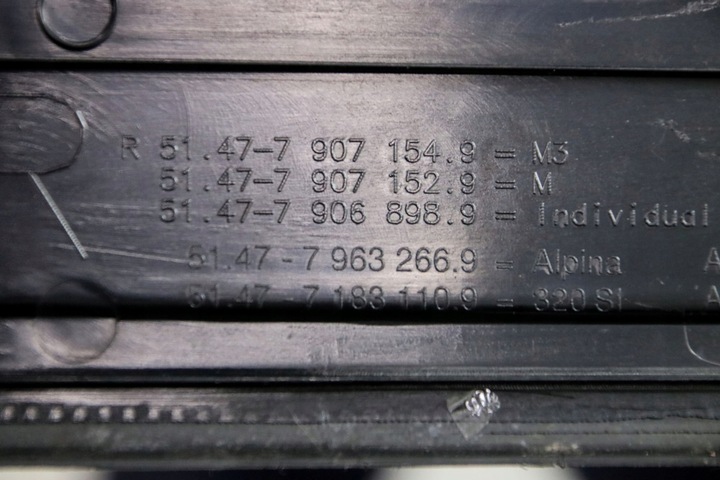 R 51.47-7 907 154.9 = M3
51.47-7 907 152.9 = M
51.47-7 906 898.9 = Individual
51.47-7 963 266.9 = Alpina A
51.47-7 183 110.9 = 320 SI A